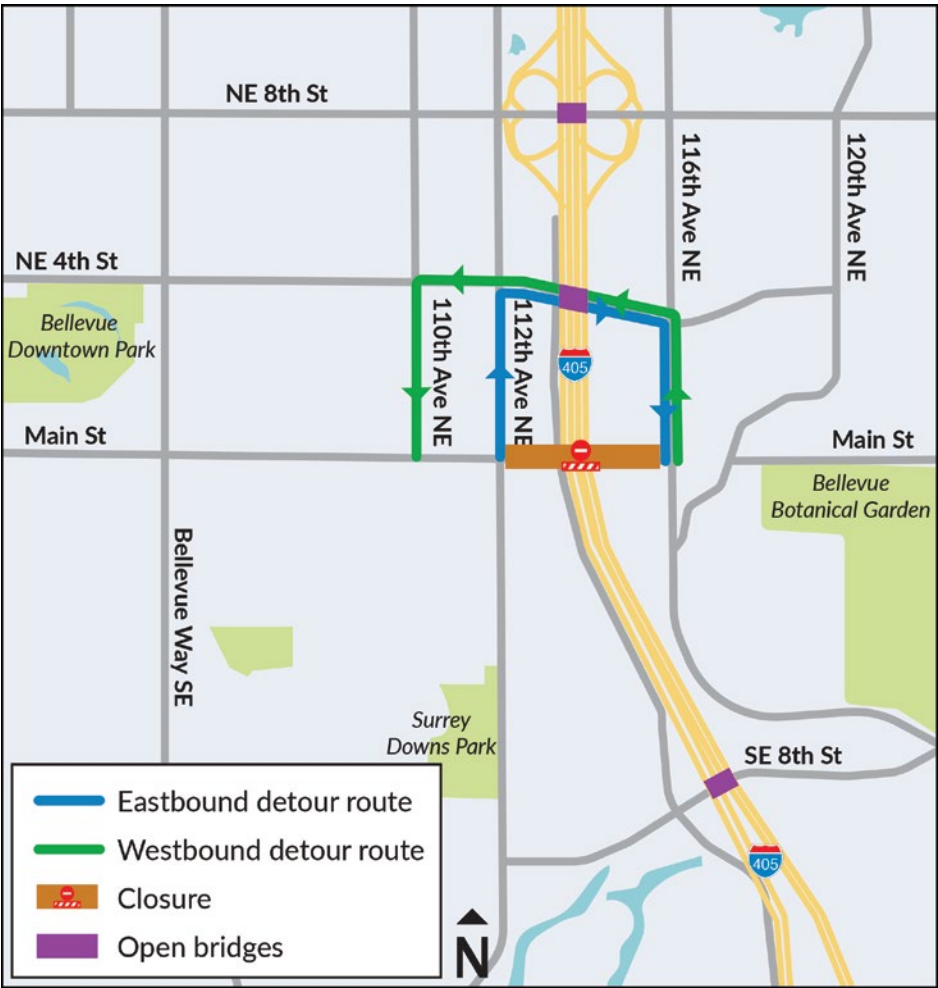 NE 8th St
116th Ave NE
120th Ave NE
NE 4th St
Bellevue
Downtown Park
110th Ave NE
112th Ave NE
405
Main St
Main St
Bellevue
Botanical Garden
Bellevue Way SE
Surrey
Downs Park
SE 8th St
405
Eastbound detour route
Westbound detour route
Closure
Open bridges
N